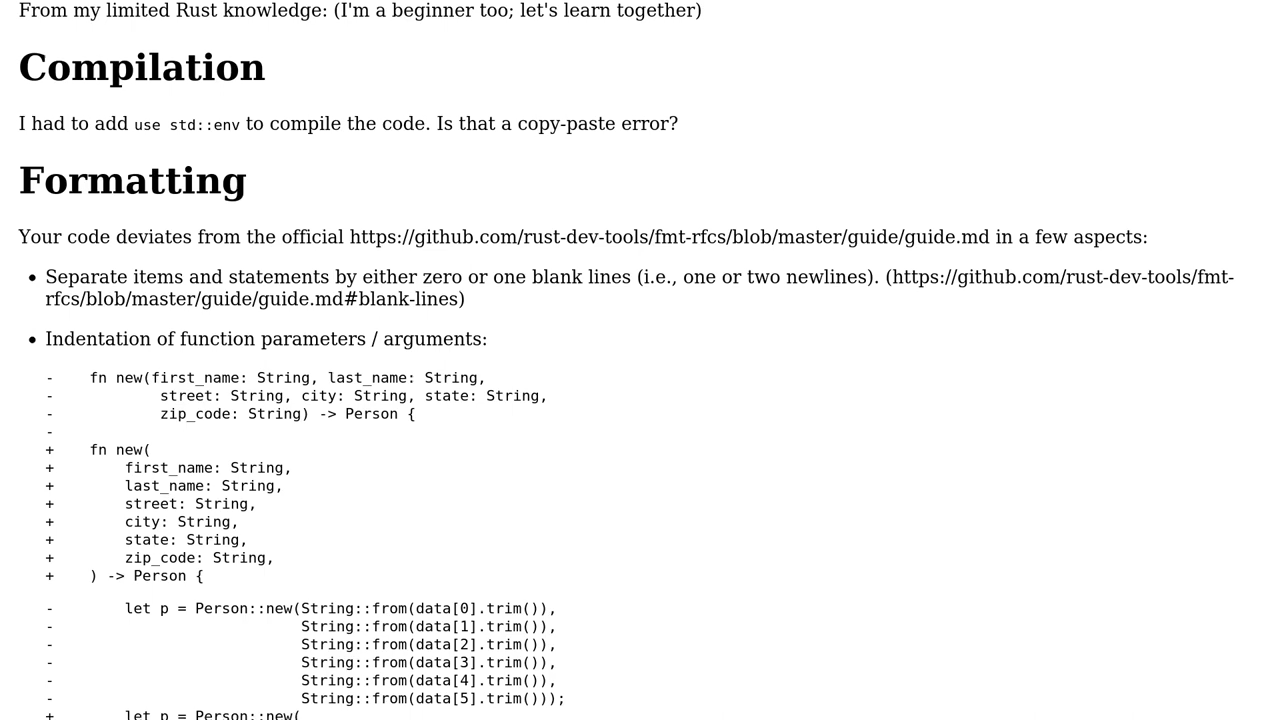 From my limited Rust knowledge: (I'm a beginner too; let's learn together)
Compilation
I had to add use std::env to compile the code. Is that a copy-paste error?
Formatting
Your code deviates from the official https://github.com/rust-dev-tools/fmt-rfcs/blob/master/guide/guide.md in a few aspects:
• Separate items and statements by either zero or one blank lines (i.e., one or two newlines). (https://github.com/rust-dev-tools/fmt-
rfcs/blob/master/guide/guide.md#blank-lines)
• Indentation of function parameters / arguments:
-    fn new(first_name: String, last_name: String,
-            street: String, city: String, state: String,
-            zip_code: String) -> Person {
-
+    fn new(
+        first_name: String,
+        last_name: String,
+        street: String,
+        city: String,
+        state: String,
+        zip_code: String,
+    ) -> Person {
-        let p = Person::new(String::from(data[0].trim()),
-                            String::from(data[1].trim()),
-                            String::from(data[2].trim()),
-                            String::from(data[3].trim()),
-                            String::from(data[4].trim()),
-                            String::from(data[5].trim()));
+        let p = Person::new(